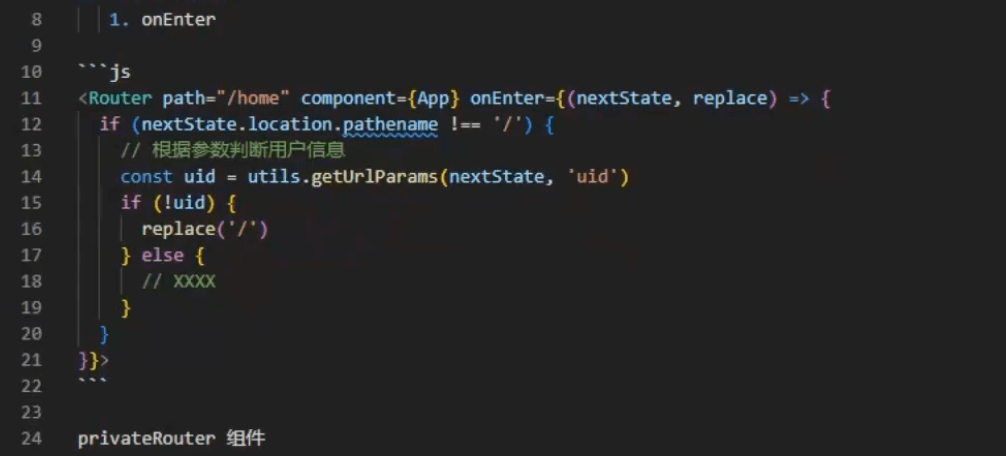 8 1. onEnter
9
10 ```js
11 <Router path="/home" component={App} onEnter={(nextState, replace) => {
12 if (nextState.location.pathename !== '/') {
13 // 根据参数判断用户信息
14 const uid = utils.getUrlParams(nextState, 'uid')
15 if (!uid) {
16 replace('/')
17 } else {
18 // XXXX
19 }
20 }
21 }}>
22 ```
23
24 privateRouter 组件